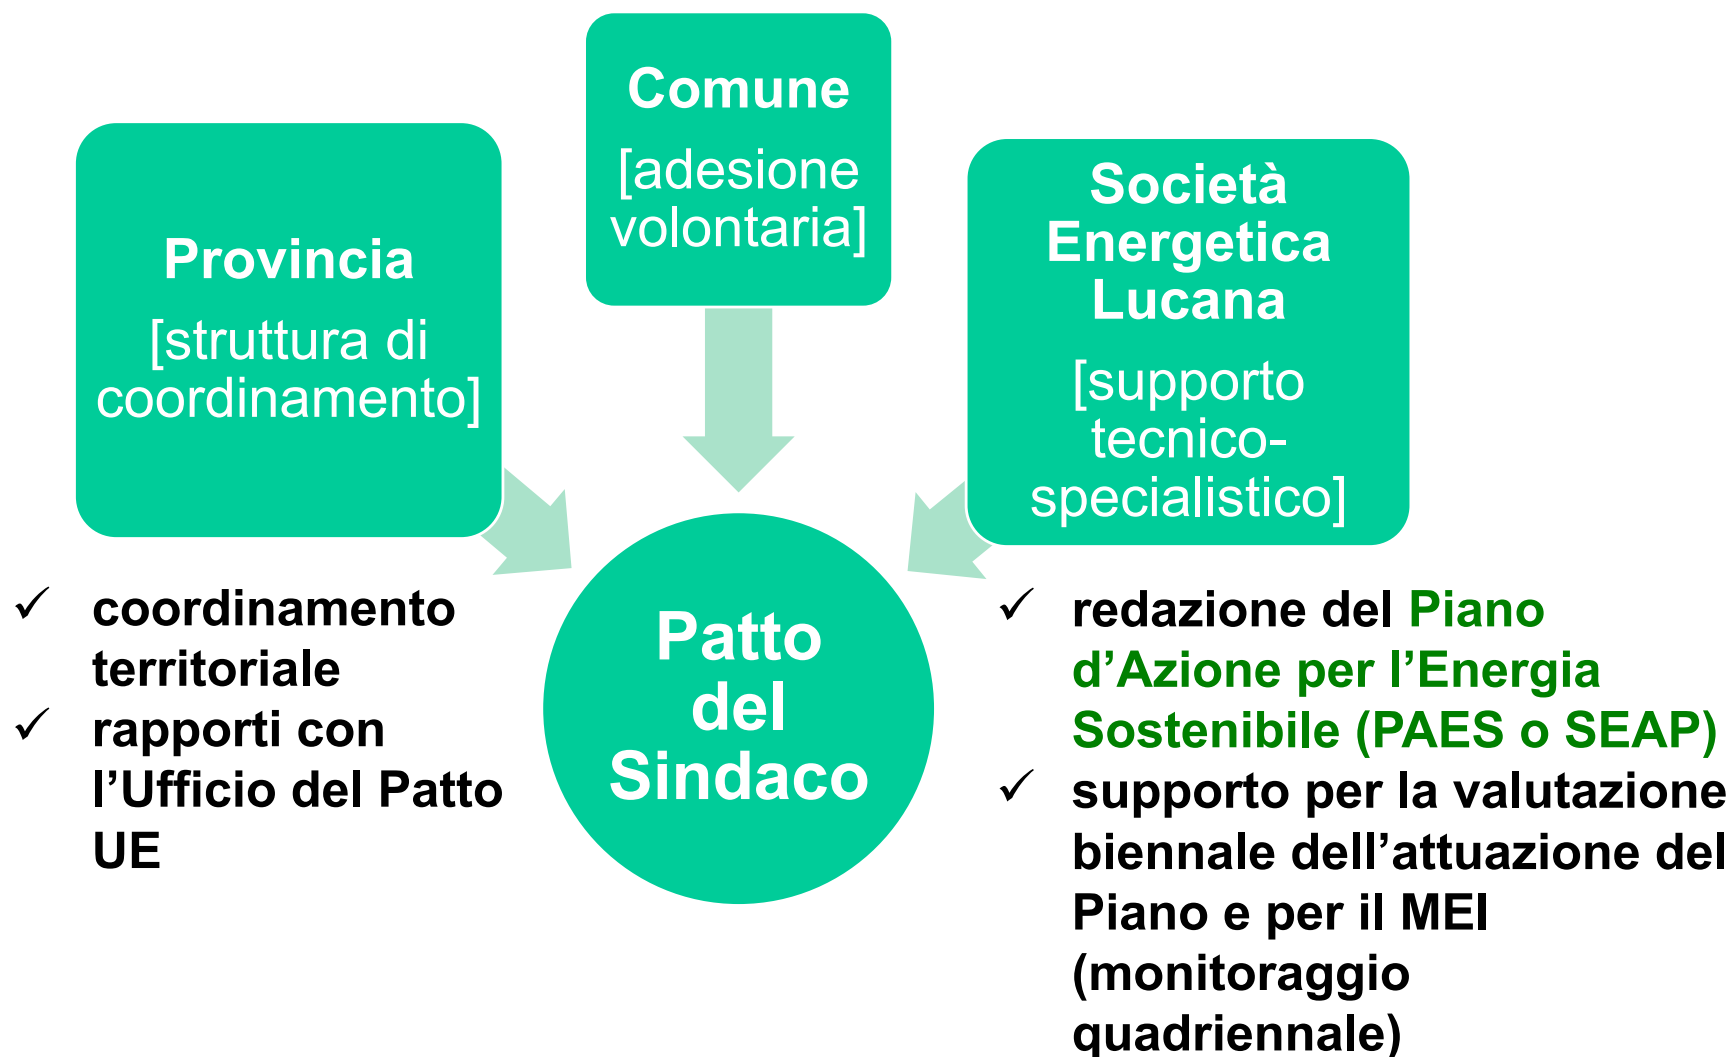 Comune
[adesione
volontaria]
Provincia
[struttura di
coordinamento]
Società
Energetica
Lucana
[supporto
tecnico-
specialistico]
Patto
del
Sindaco
✓ coordinamento
territoriale
✓ rapporti con
l’Ufficio del Patto
UE
✓ redazione del Piano
d’Azione per l’Energia
Sostenibile (PAES o SEAP)
✓ supporto per la valutazione
biennale dell’attuazione del
Piano e per il MEI
(monitoraggio
quadriennale)